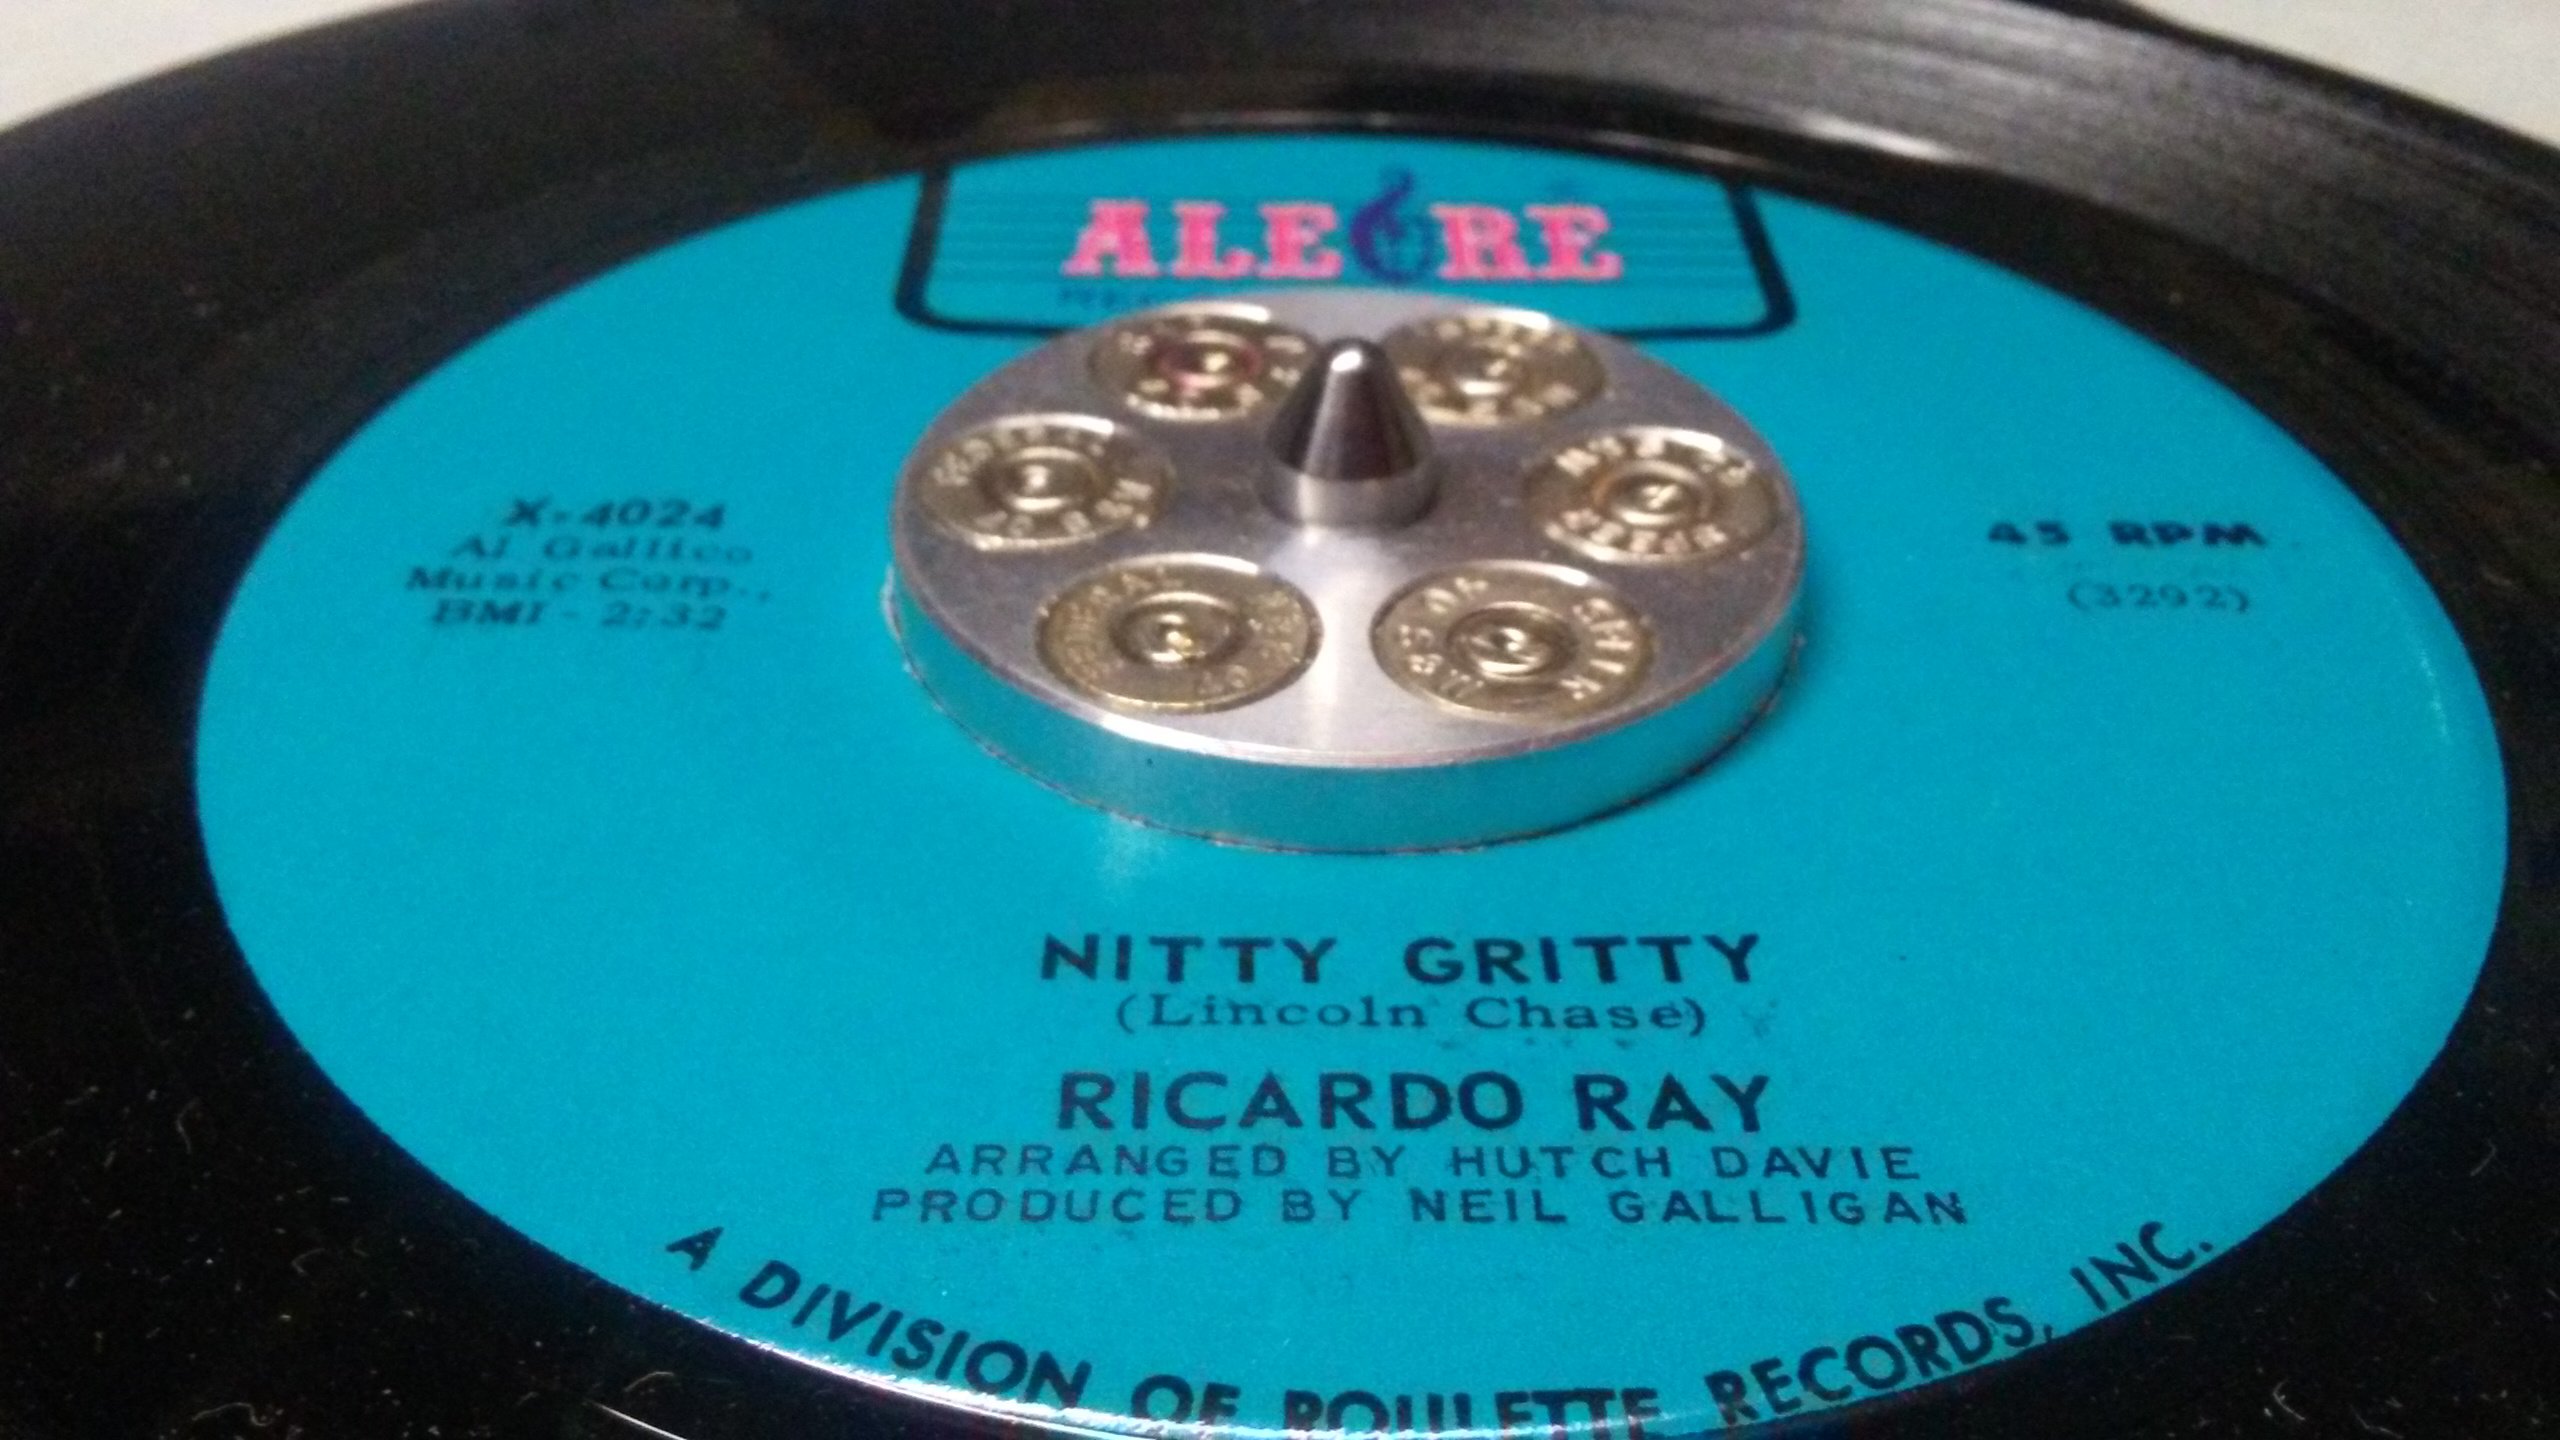 ALEGRE
X-4024
Al Gallico
Music Corp.,
BMI - 2:32
45 RPM
(3292)
FEDERAL
NITTY GRITTY
(Lincoln Chase)
RICARDO RAY
ARRANGED BY HUTCH DAVIE
PRODUCED BY NEIL GALLIGAN
A DIVISION OF ROULETTE RECORDS, INC.